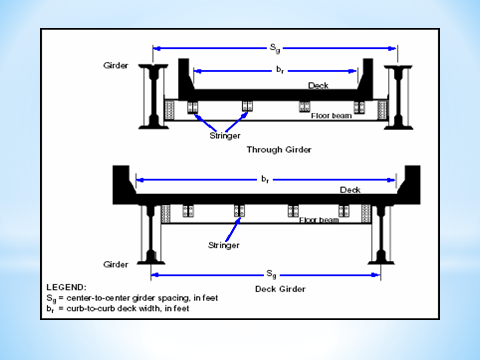 Sg
Girder
br
Deck
Floor beam
Stringer
Through Girder
br
Deck
Floor beam
Stringer
Girder
Sg
Deck Girder
LEGEND:
Sg = center-to-center girder spacing, in feet
br = curb-to-curb deck width, in feet